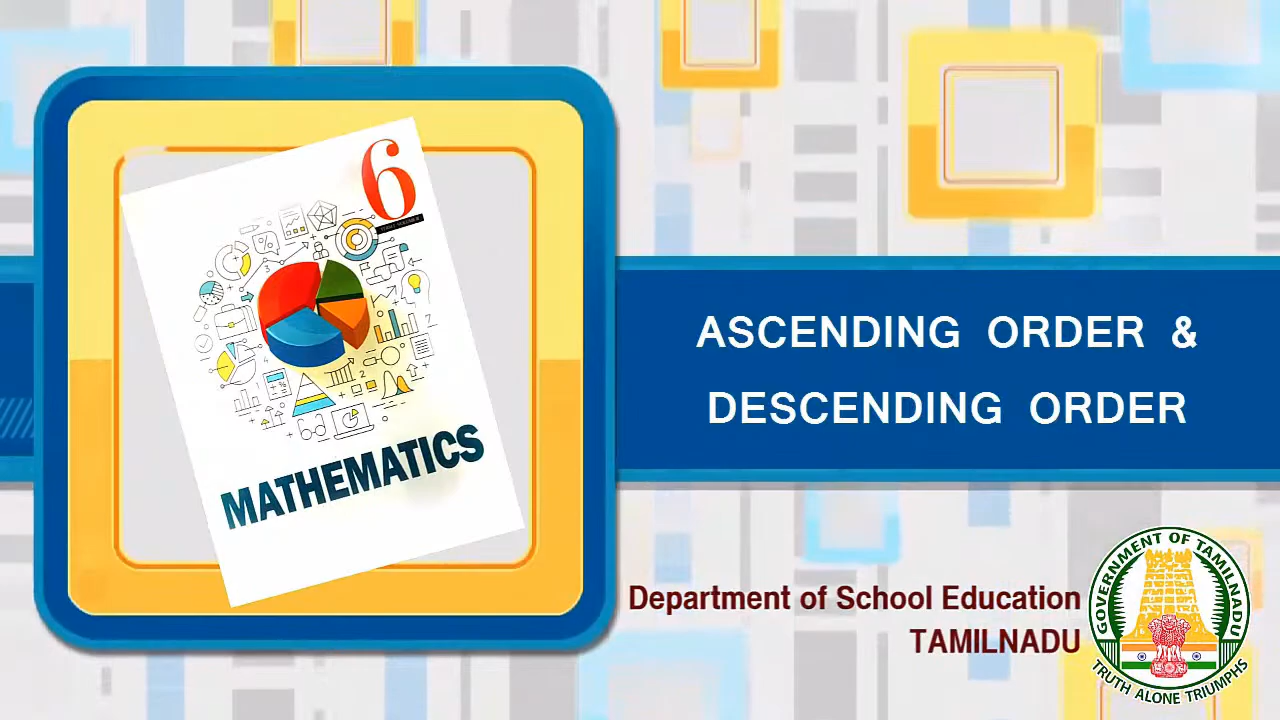 6
MATHEMATICS
ASCENDING ORDER &
DESCENDING ORDER
Department of School Education
TAMILNADU
GOVERNMENT OF TAMILNADU
TRUTH ALONE TRIUMPHS